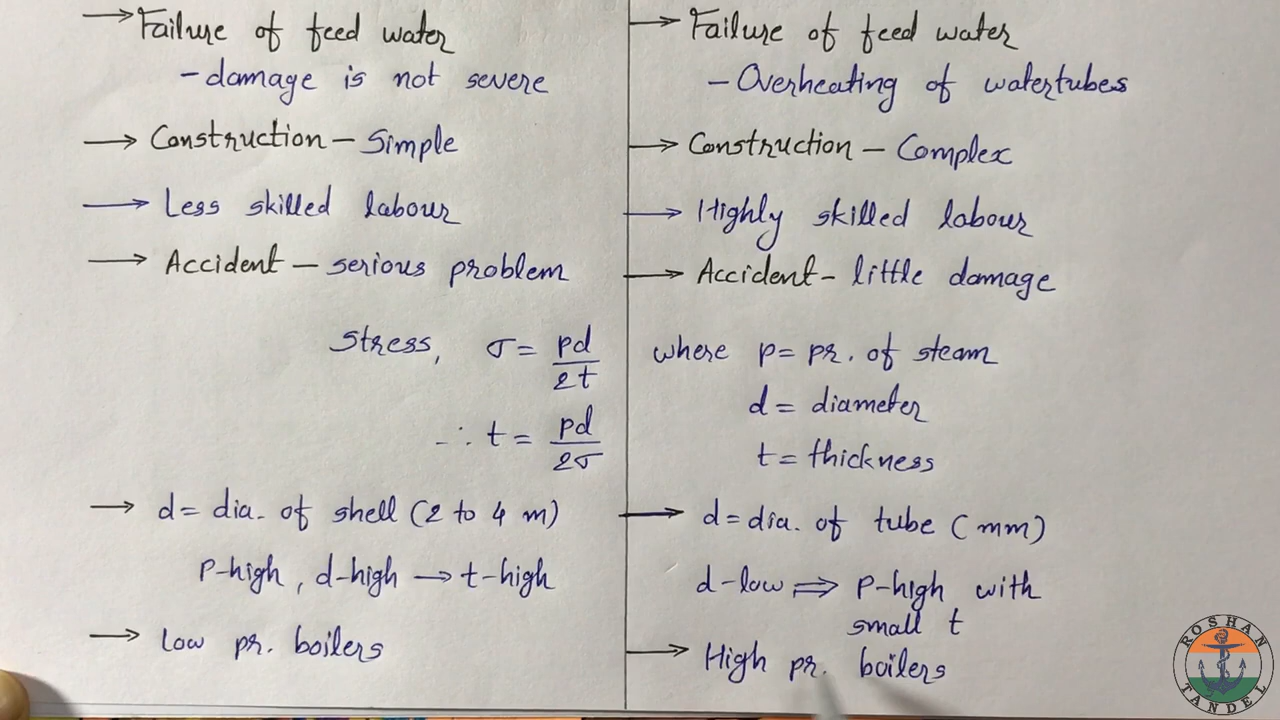 → Failure of feed water
- damage is not severe
→ Construction - Simple
→ Less skilled labour
→ Accident - serious problem
→ Failure of feed water
- Overheating of watertubes
→ Construction - Complex
→ Highly skilled labour
→ Accident - little damage
Stress, σ = pd/2t where p = pr. of steam
d = diameter
∴ t = pd/2σ
t = thickness
→ d = dia. of shell (2 to 4 m)
P-high, d-high → t-high
→ Low pr. boilers
→ d = dia. of tube (mm)
d-low ⇒ P-high with
small t
→ High pr. boilers
ROSHAN
TANDEL